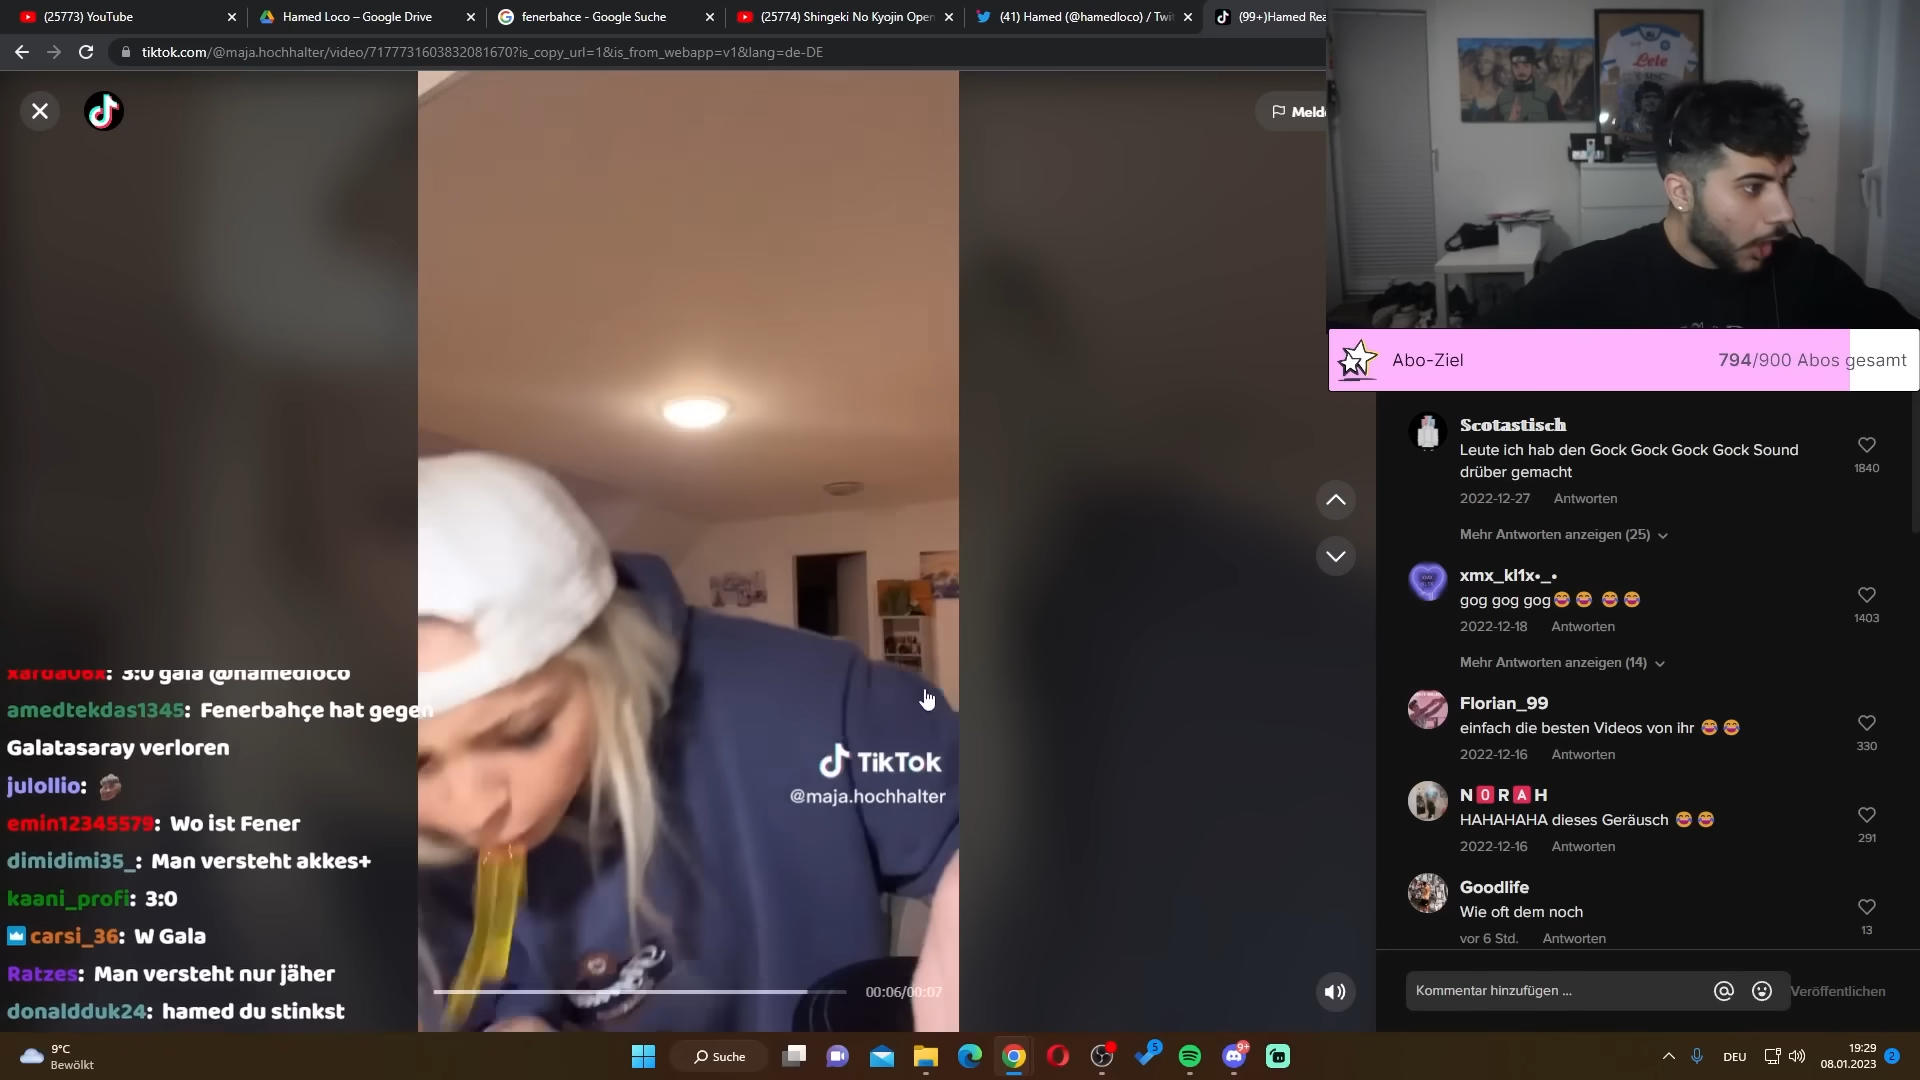 (25773) YouTube
Hamed Loco – Google Drive
fenerbahce - Google Suche
(25774) Shingeki No Kyojin Open
(41) Hamed (@hamedloco) / Twit
(99+)Hamed Rea
tiktok.com/@maja.hochhalter/video/7177731603832081670?is_copy_url=1&is_from_webapp=v1&lang=de-DE
Melde
Lete
Abo-Ziel
794/900 Abos gesamt
Scotastisch
Leute ich hab den Gock Gock Gock Gock Sound
drüber gemacht
1840
2022-12-27 Antworten
Mehr Antworten anzeigen (25)
xmx_kl1x•_•
gog gog gog😂😂 😂😂
1403
2022-12-18 Antworten
Mehr Antworten anzeigen (14)
Florian_99
einfach die besten Videos von ihr 😂😂
330
2022-12-16 Antworten
N🅾R🅰H
HAHAHAHA dieses Geräusch 😂😂
291
2022-12-16 Antworten
Goodlife
Wie oft dem noch
13
vor 6 Std. Antworten
Kommentar hinzufügen ...
Veröffentlichen
xarda06x: 3:0 gala @hamedloco
amedtekdas1345: Fenerbahçe hat gegen
Galatasaray verloren
julollio:
emin12345579: Wo ist Fener
dimidimi35_: Man versteht akkes+
kaani_profi: 3:0
carsi_36: W Gala
Ratzes: Man versteht nur jäher
donaldduk24: hamed du stinkst
TikTok
@maja.hochhalter
00:06/00:07
9°C
Bewölkt
Suche
5
9+
DEU
19:29
08.01.2023
2